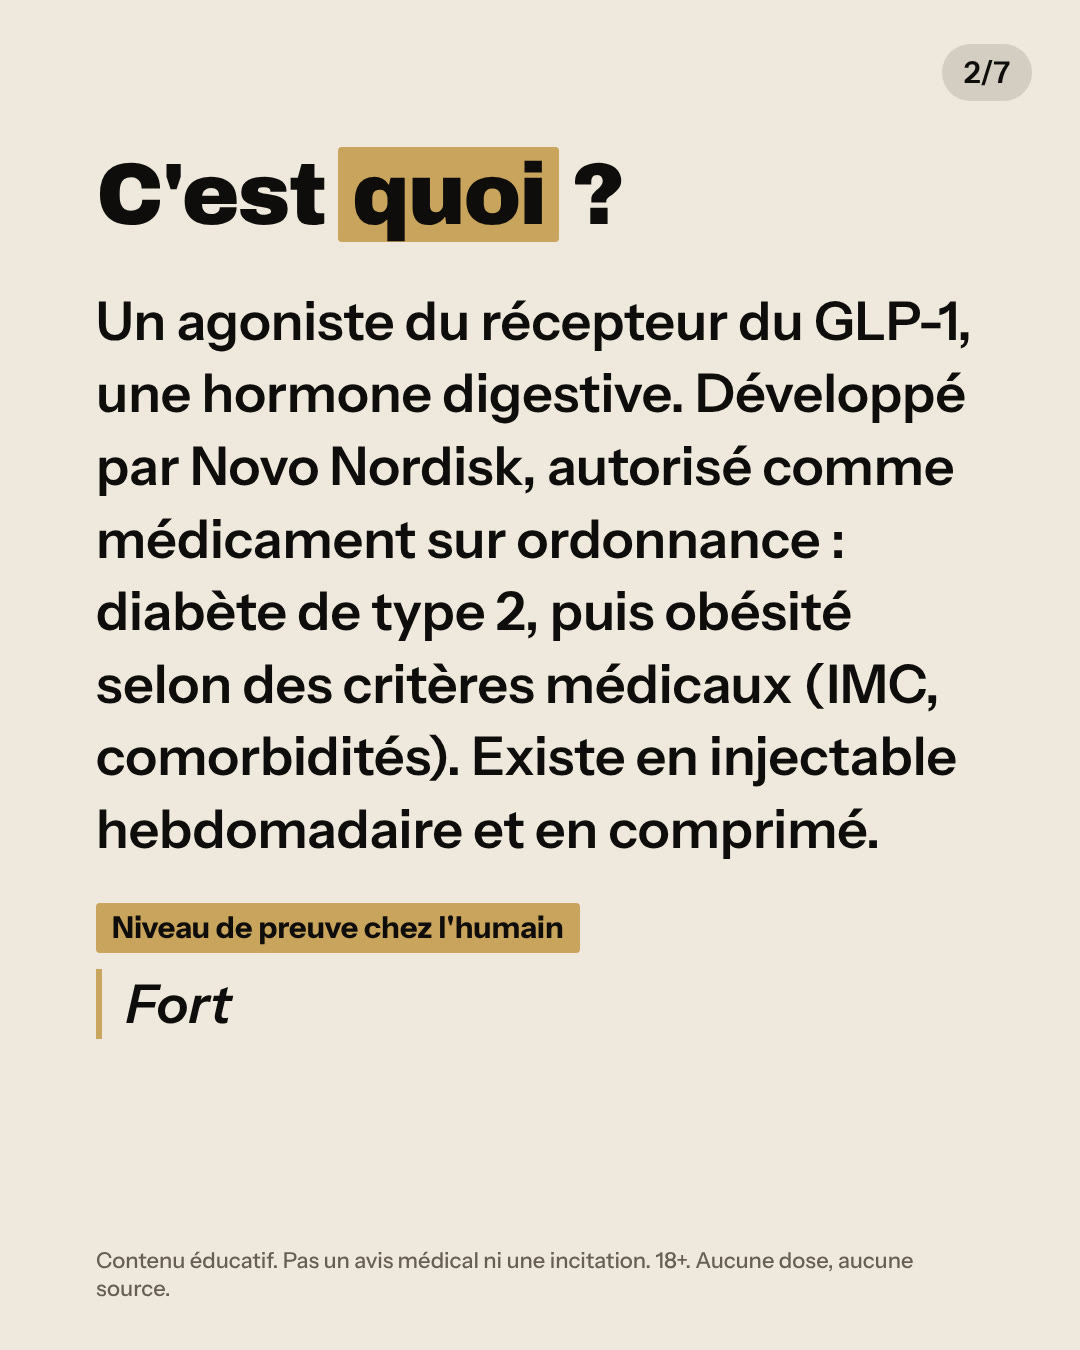 2/7
C'est quoi ?
Un agoniste du récepteur du GLP-1,
une hormone digestive. Développé
par Novo Nordisk, autorisé comme
médicament sur ordonnance :
diabète de type 2, puis obésité
selon des critères médicaux (IMC,
comorbidités). Existe en injectable
hebdomadaire et en comprimé.
Niveau de preuve chez l'humain
Fort
Contenu éducatif. Pas un avis médical ni une incitation. 18+. Aucune dose, aucune
source.